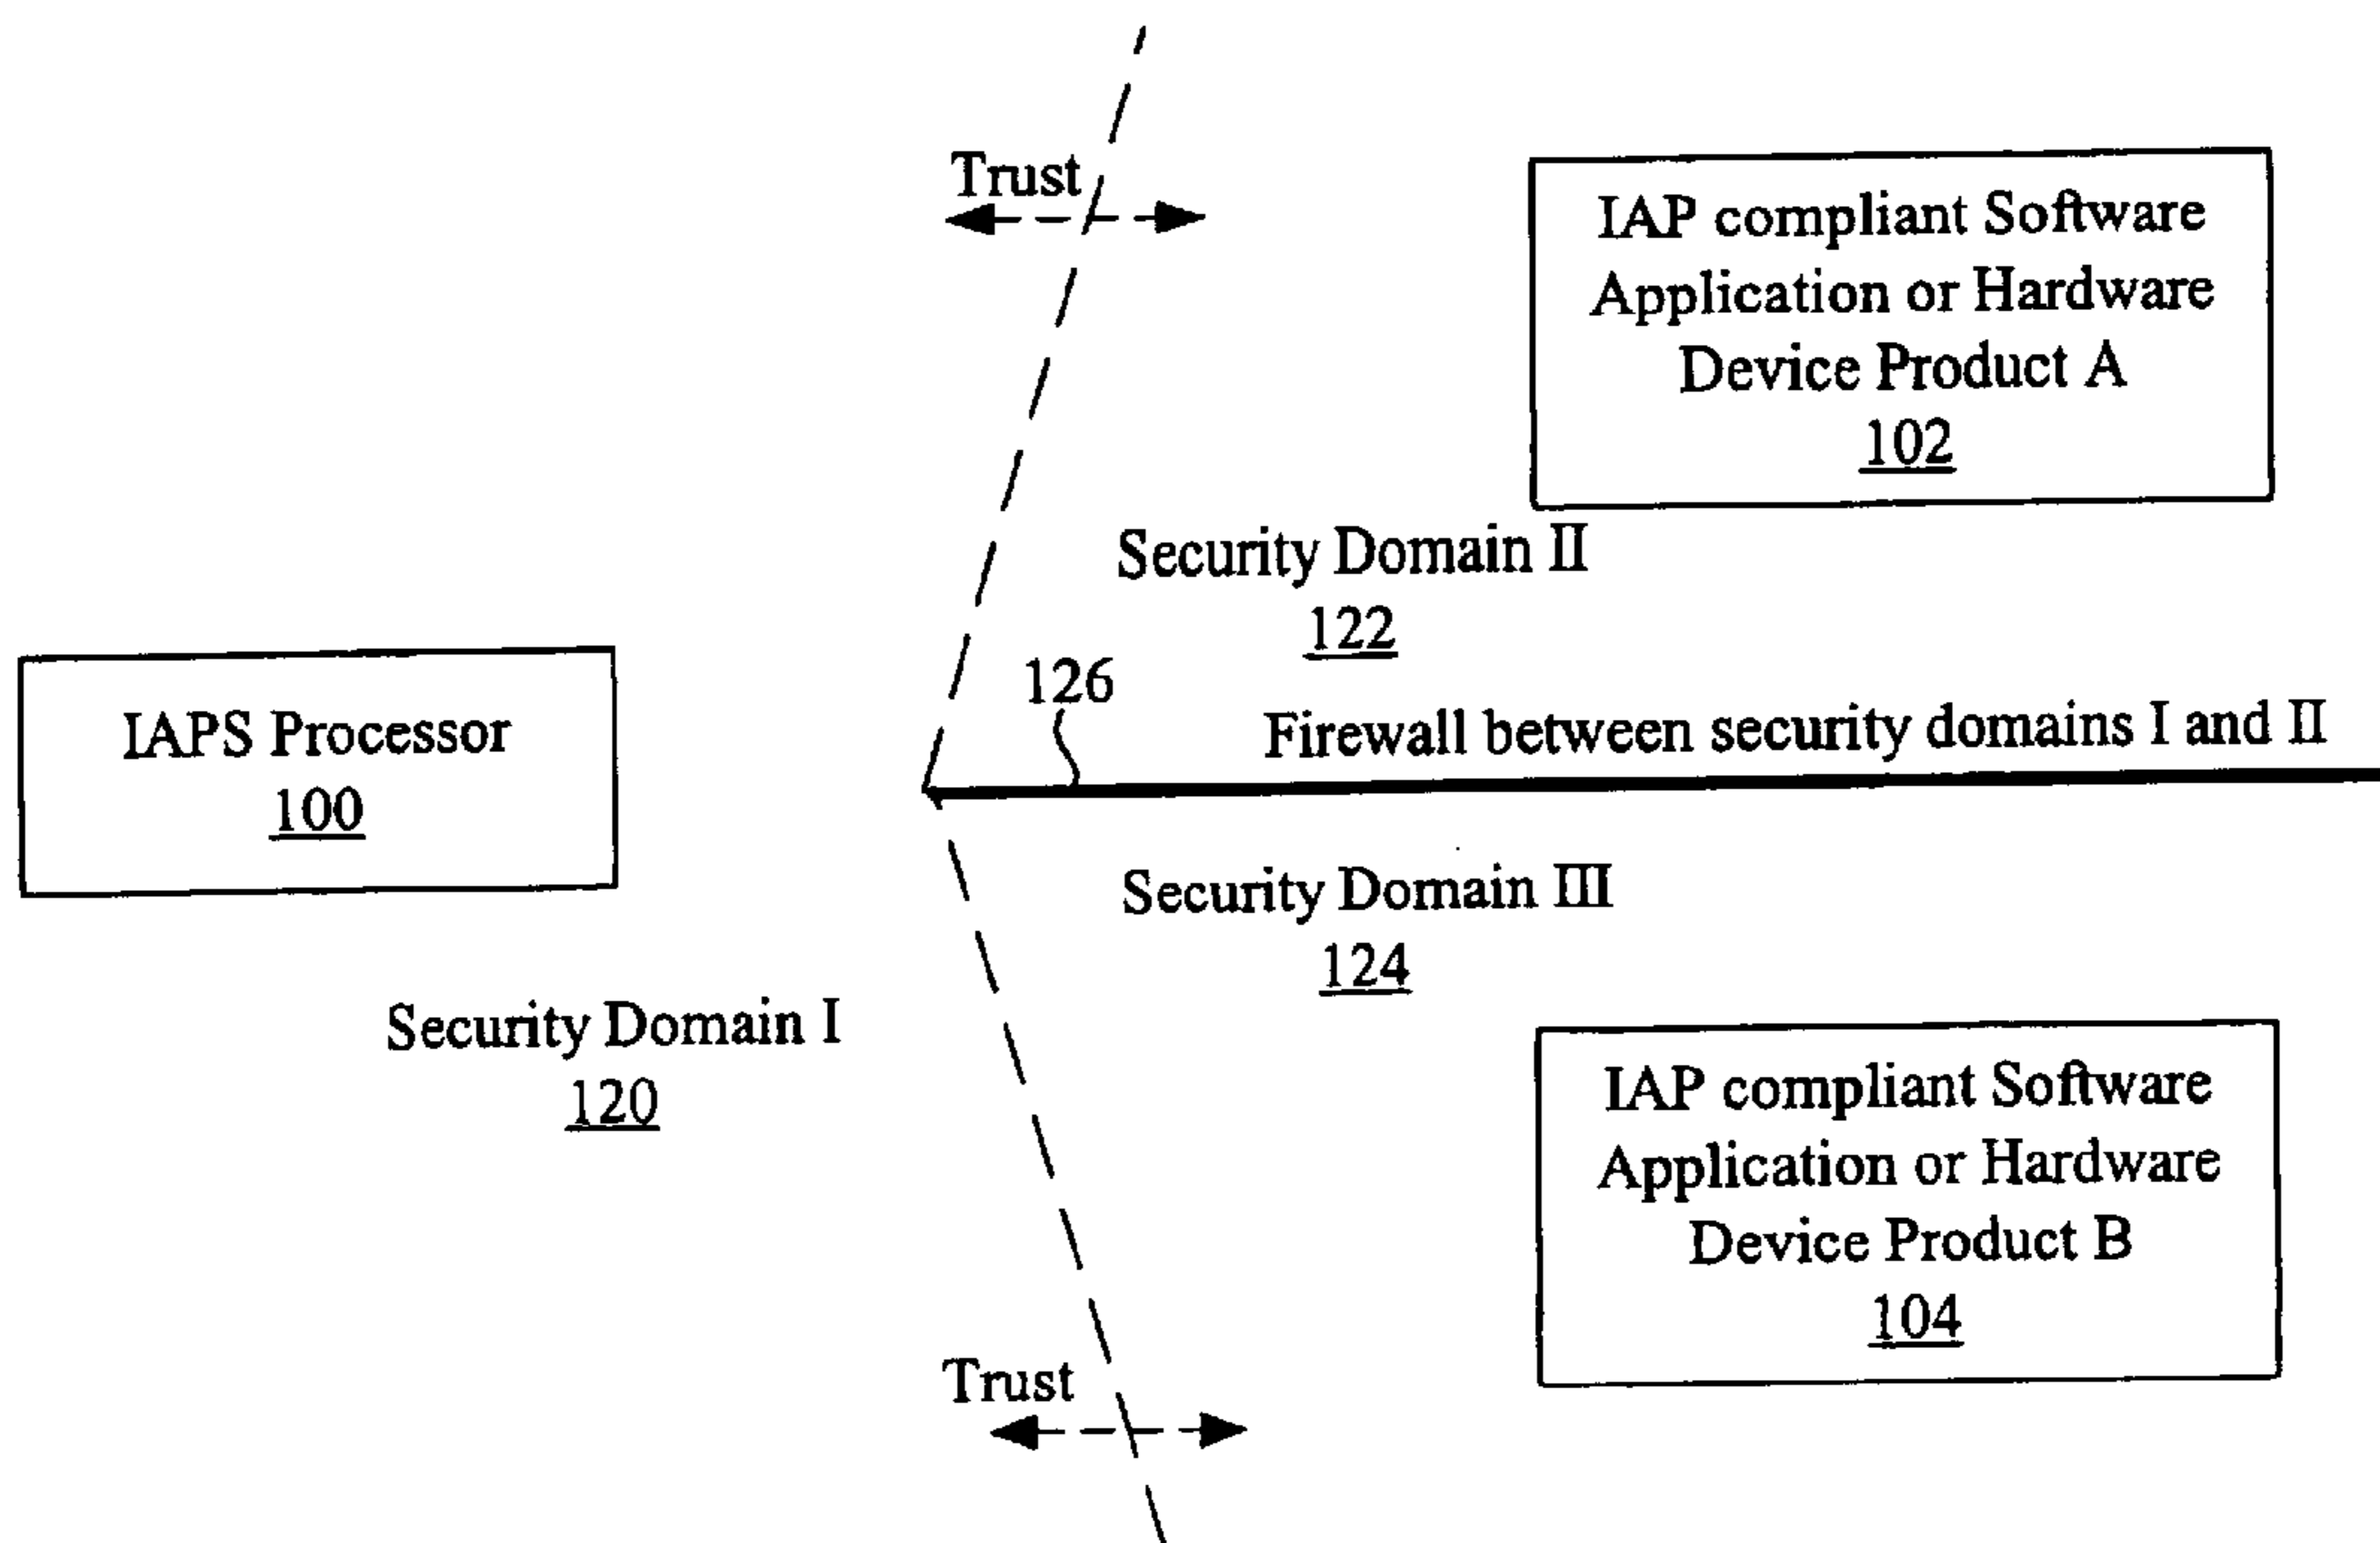 Trust
IAP compliant Software
Application or Hardware
Device Product A
102
Security Domain II
122
126
Firewall between security domains I and II
IAPS Processor
100
Security Domain III
124
Security Domain I
120
IAP compliant Software
Application or Hardware
Device Product B
104
Trust